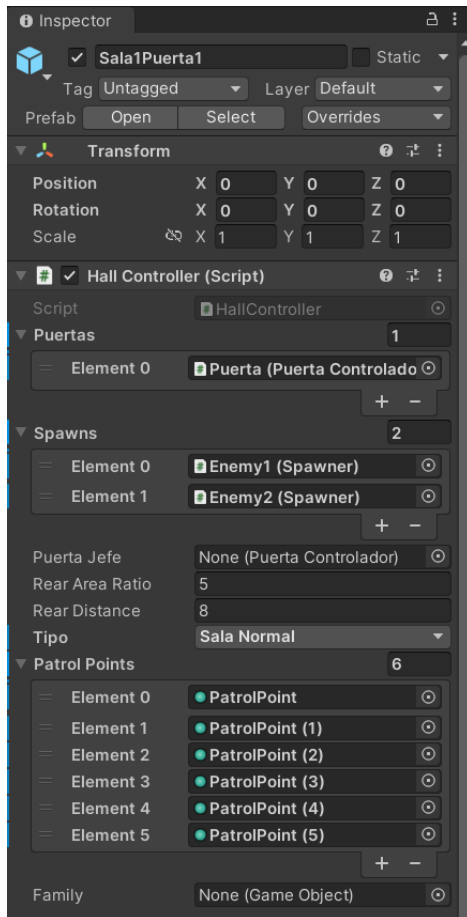 Inspector
Sala1Puerta1 Static
Tag Untagged Layer Default
Prefab Open Select Overrides
Transform
Position X 0 Y 0 Z 0
Rotation X 0 Y 0 Z 0
Scale X 1 Y 1 Z 1
# Hall Controller (Script)
Script # HallController
Puertas 1
Element 0 # Puerta (Puerta Controlado
+ −
Spawns 2
Element 0 # Enemy1 (Spawner)
Element 1 # Enemy2 (Spawner)
+ −
Puerta Jefe None (Puerta Controlador)
Rear Area Ratio 5
Rear Distance 8
Tipo Sala Normal
Patrol Points 6
Element 0 PatrolPoint
Element 1 PatrolPoint (1)
Element 2 PatrolPoint (2)
Element 3 PatrolPoint (3)
Element 4 PatrolPoint (4)
Element 5 PatrolPoint (5)
+ −
Family None (Game Object)